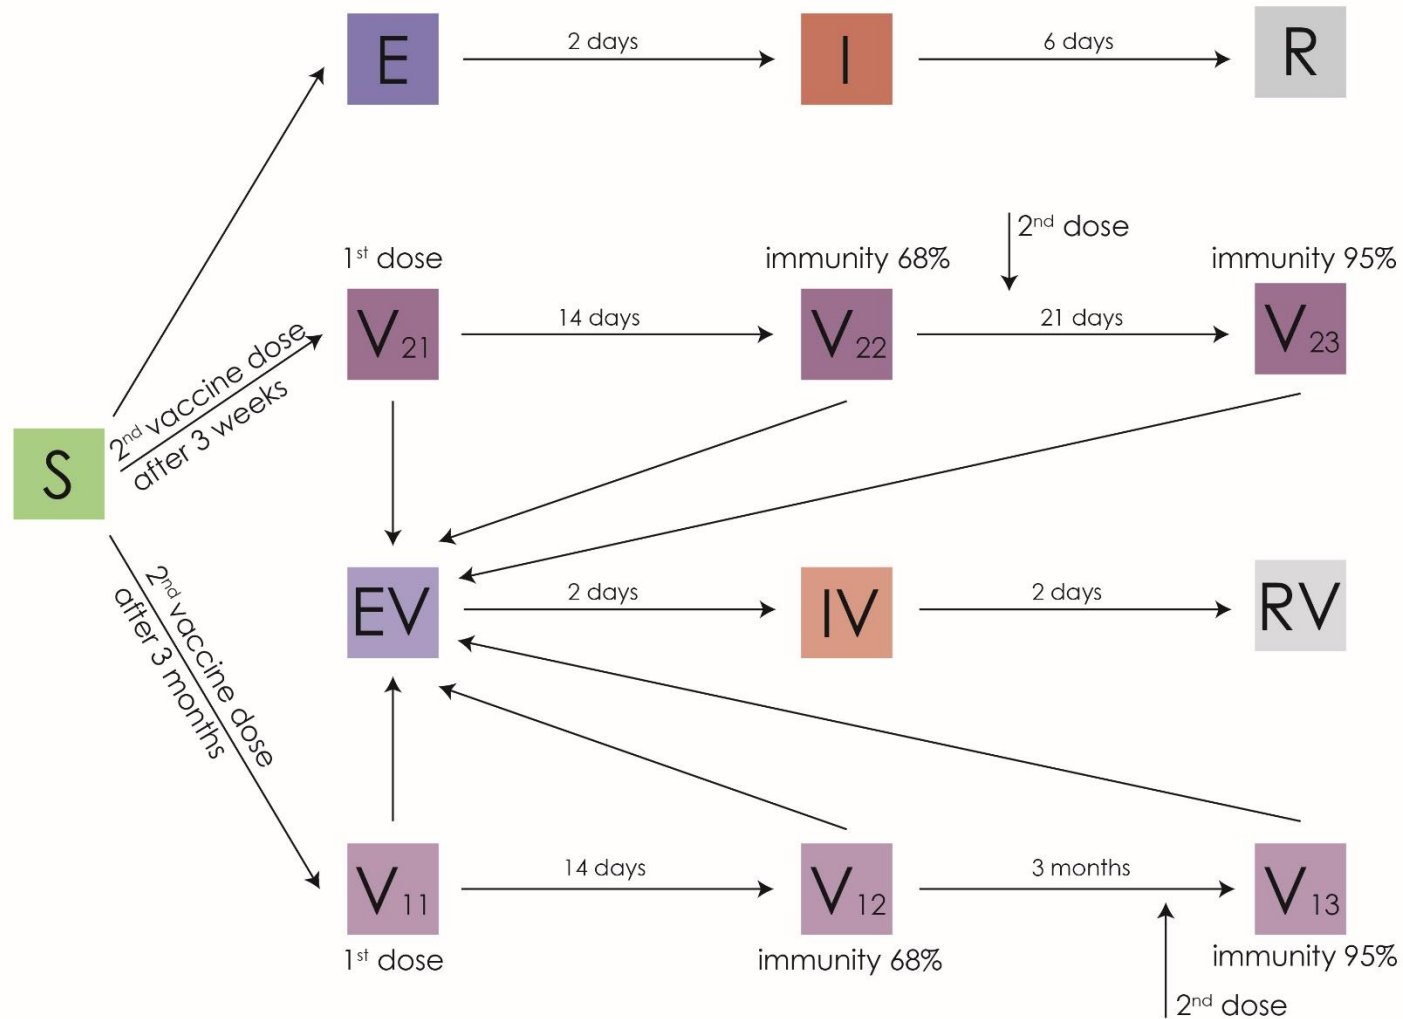 E
2 days
I
6 days
R
2nd dose
1st dose
immunity 68%
immunity 95%
V21
14 days
V22
21 days
V23
2nd vaccine dose
after 3 weeks
S
2nd vaccine dose
after 3 months
EV
2 days
IV
2 days
RV
V11
14 days
V12
3 months
V13
1st dose
immunity 68%
immunity 95%
2nd dose